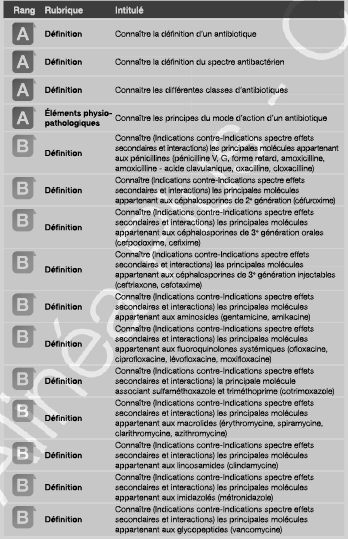 Rang Rubrique Intitulé
A Définition Connaître la définition d'un antibiotique
A Définition Connaître la définition du spectre antibactérien
A Définition Connaître les différentes classes d'antibiotiques
A Éléments physio-pathologiques Connaître les principes du mode d'action d'un antibiotique
B Définition Connaître (Indications contre-Indications spectre effets
secondaires et interactions) les principales molécules appartenant
aux pénicillines (pénicilline V, G, forme retard, amoxicilline,
amoxicilline - acide clavulanique, oxacilline, cloxacilline)
B Définition Connaître (Indications contre-Indications spectre effets
secondaires et interactions) les principales molécules
appartenant aux céphalosporines de 2e génération (céfuroxime)
B Définition Connaître (Indications contre-Indications spectre effets
secondaires et interactions) les principales molécules
appartenant aux céphalosporines de 3e génération orales
(cefpodoxime, cefixime)
B Définition Connaître (Indications contre-Indications spectre effets
secondaires et interactions) les principales molécules
appartenant aux céphalosporines de 3e génération injectables
(ceftriaxone, cefotaxime)
B Définition Connaître (Indications contre-Indications spectre effets
secondaires et interactions) les principales molécules
appartenant aux aminosides (gentamicine, amikacine)
B Définition Connaître (Indications contre-Indications spectre effets
secondaires et interactions) les principales molécules
appartenant aux fluoroquinolones systémiques (ofloxacine,
ciprofloxacine, lévofloxacine, moxifloxacine)
B Définition Connaître (Indications contre-Indications spectre effets
secondaires et interactions) la principale molécule
associant sulfaméthoxazole et triméthoprime (cotrimoxazole)
B Définition Connaître (Indications contre-Indications spectre effets
secondaires et interactions) les principales molécules
appartenant aux macrolides (érythromycine, spiramycine,
clarithromycine, azithromycine)
B Définition Connaître (Indications contre-Indications spectre effets
secondaires et interactions) les principales molécules
appartenant aux lincosamides (clindamycine)
B Définition Connaître (Indications contre-Indications spectre effets
secondaires et interactions) les principales molécules
appartenant aux imidazolés (métronidazole)
B Définition Connaître (Indications contre-Indications spectre effets
secondaires et interactions) les principales molécules
appartenant aux glycopeptides (vancomycine)